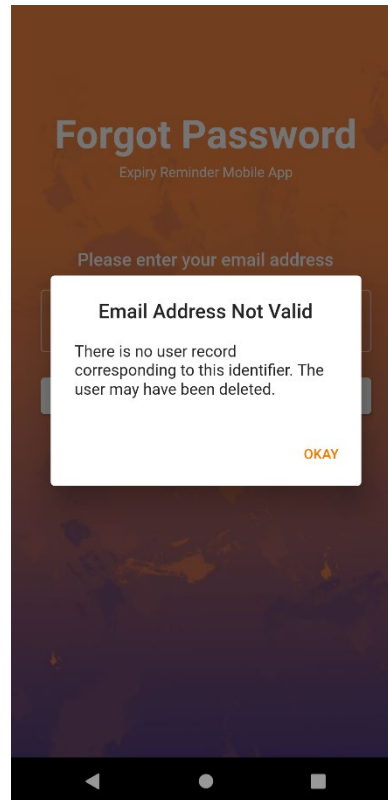 Forgot Password
Expiry Reminder Mobile App
Please enter your email address
Email Address Not Valid
There is no user record
corresponding to this identifier. The
user may have been deleted.
OKAY